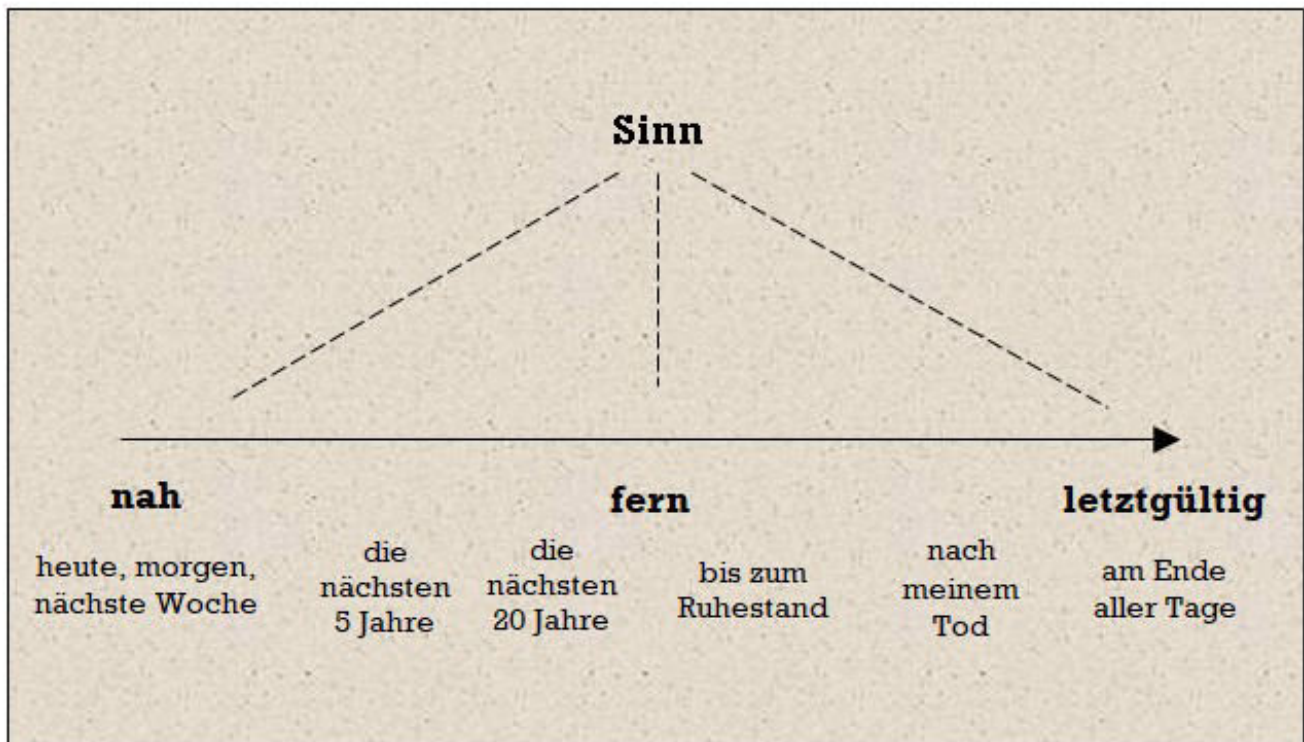 Sinn
nah
fern
letztgültig
heute, morgen,
nächste Woche
die
nächsten
5 Jahre
die
nächsten
20 Jahre
bis zum
Ruhestand
nach
meinem
Tod
am Ende
aller Tage